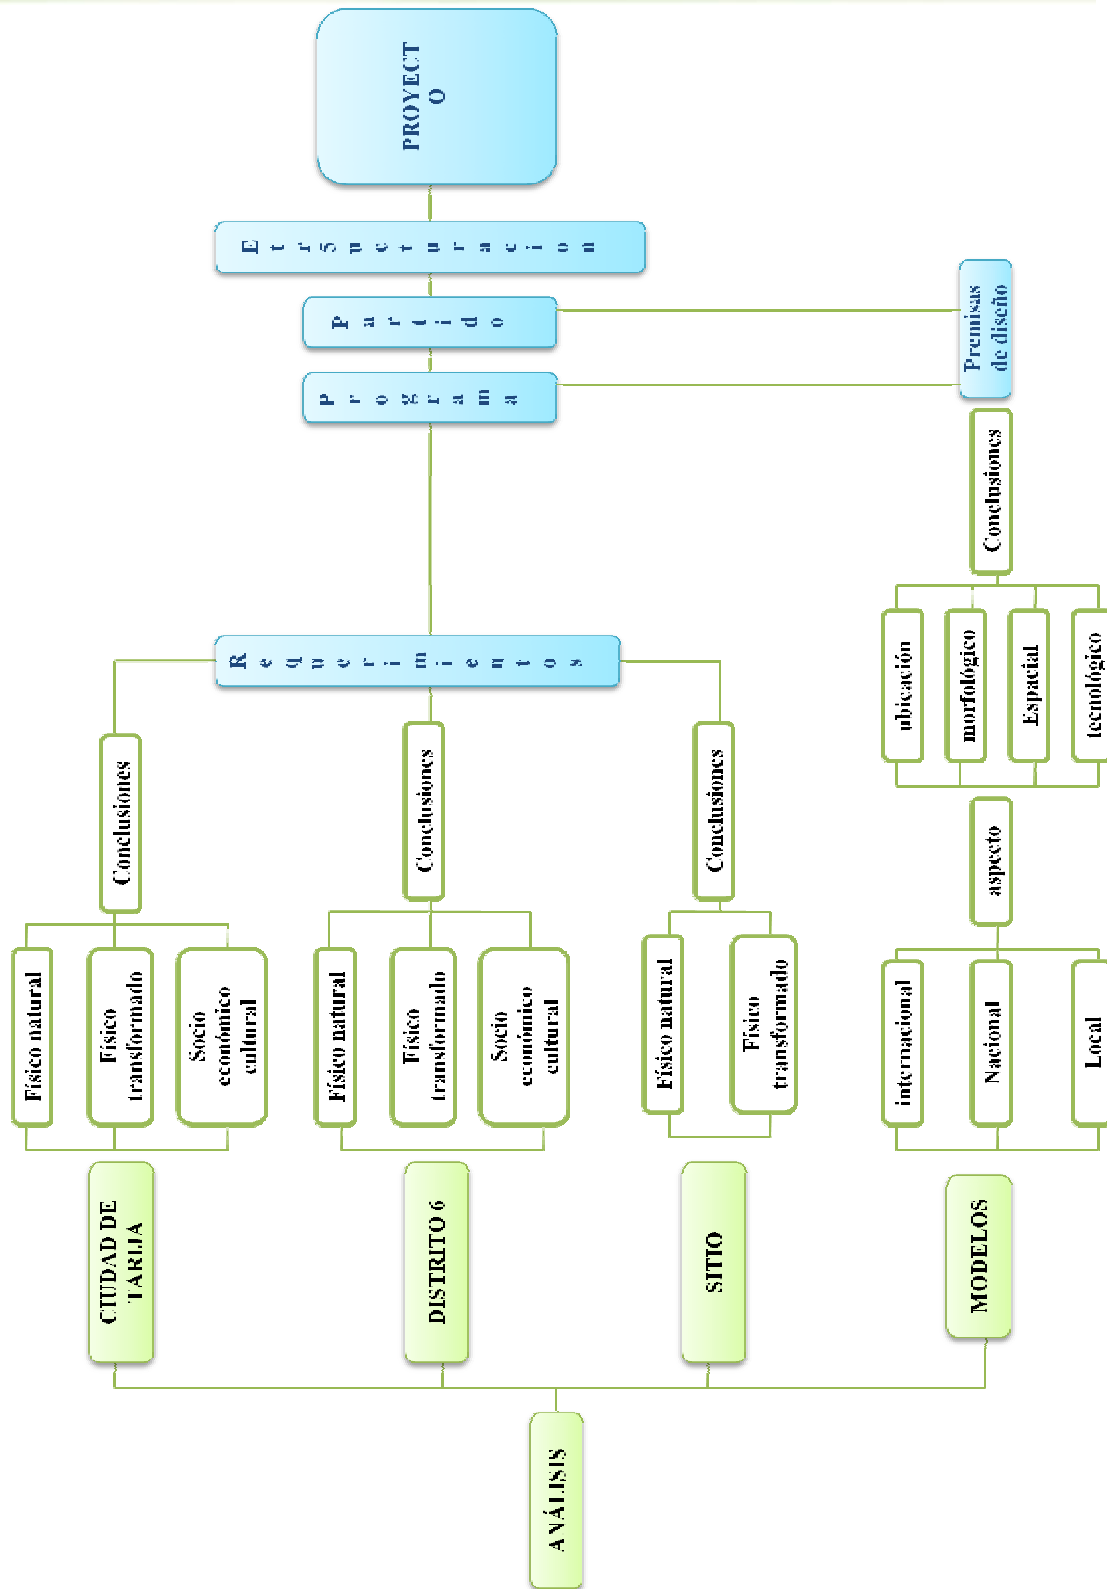 ANÁLISIS
CIUDAD DE
TARIJA
Físico natural
Físico
transformado
Socio
económico
cultural
Conclusiones
DISTRITO 6
Físico natural
Físico
transformado
Socio
económico
cultural
Conclusiones
SITIO
Físico natural
Físico
transformado
Conclusiones
Requerimientos
Programa
Partido
Etr5ucturacion
PROYECT
O
MODELOS
internacional
Nacional
Local
aspecto
ubicación
morfológico
Espacial
tecnológico
Conclusiones
Premisas
de diseño